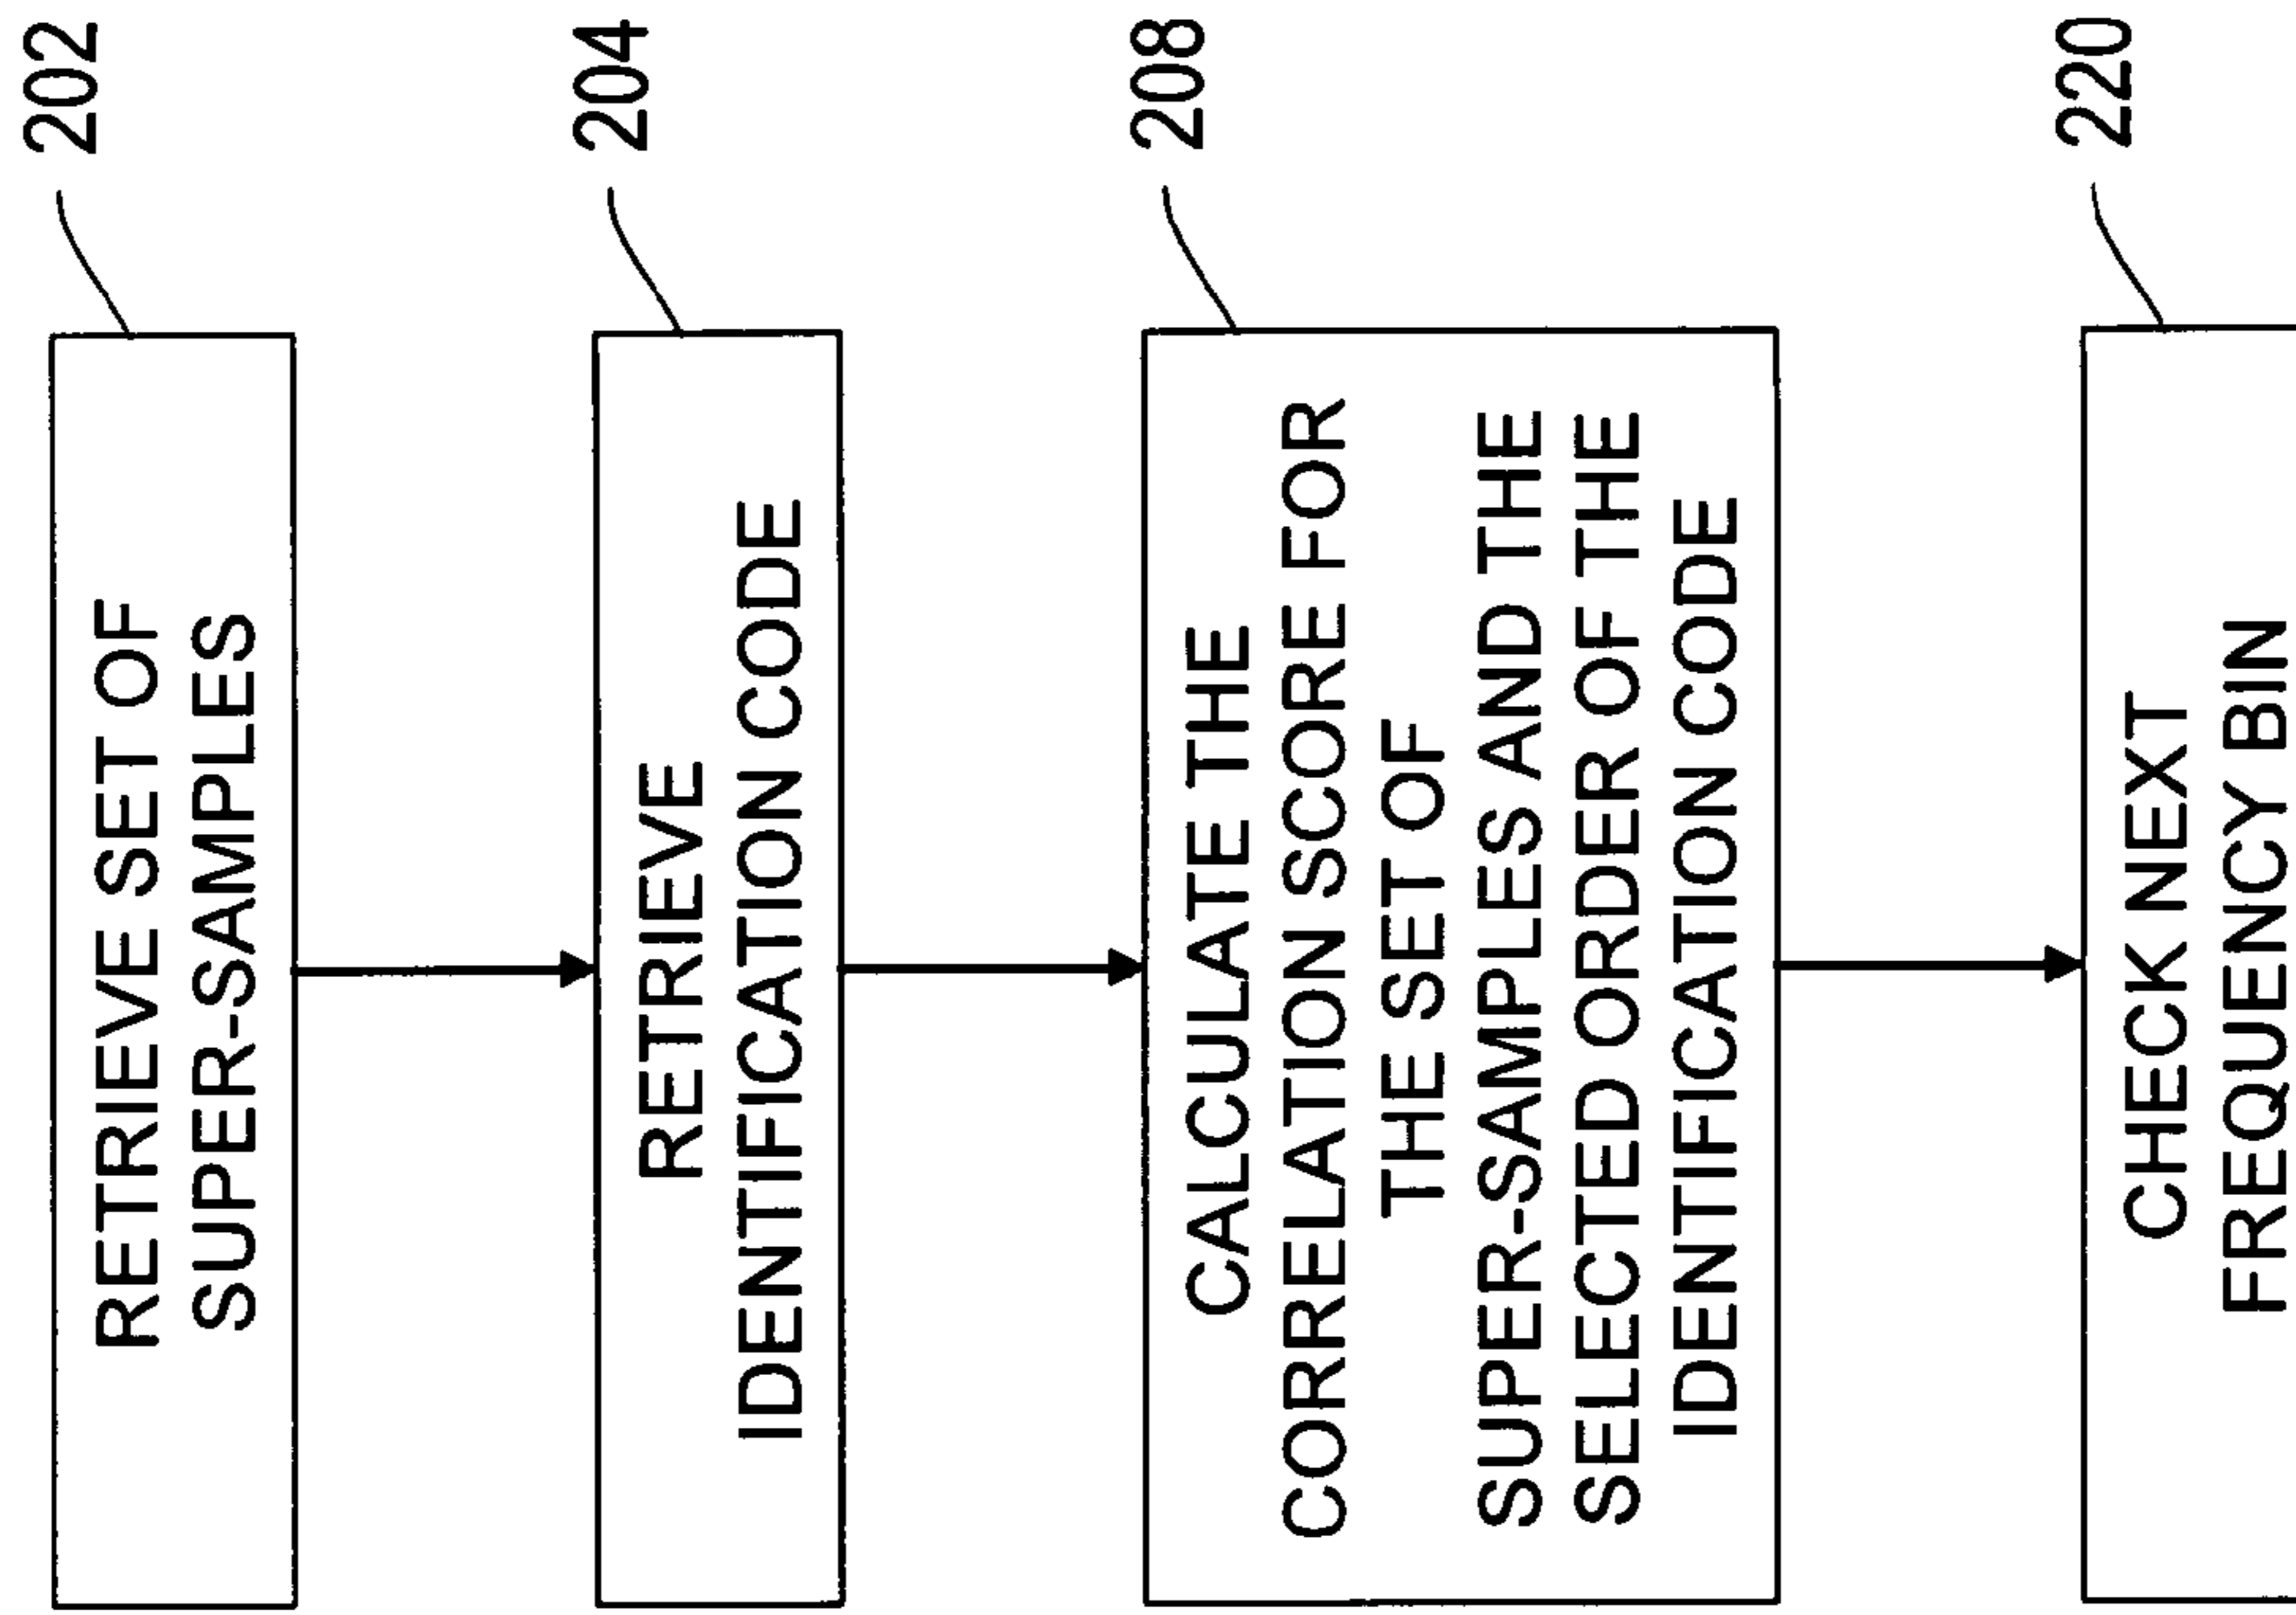 202
RETRIEVE SET OF
SUPER-SAMPLES
204
RETRIEVE
IDENTIFICATION CODE
208
CALCULATE THE
CORRELATION SCORE FOR
THE SET OF
SUPER-SAMPLES AND THE
SELECTED ORDER OF THE
IDENTIFICATION CODE
220
CHECK NEXT
FREQUENCY BIN